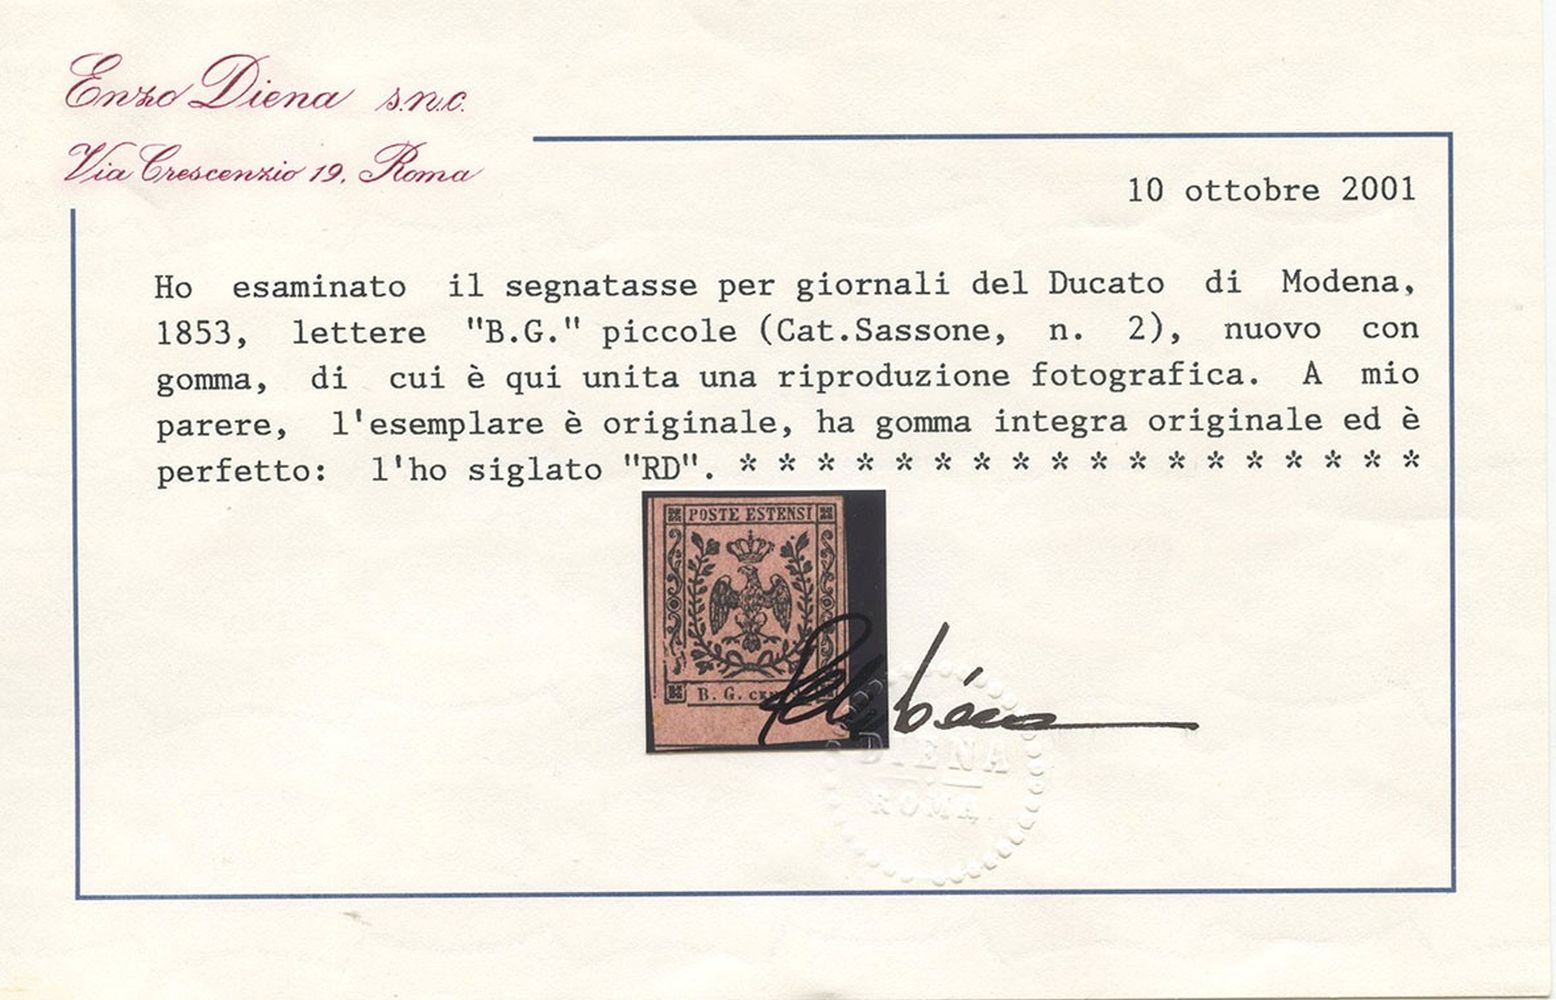 Enzo Diena s.n.c.
Via Crescenzio 19, Roma
10 ottobre 2001
Ho esaminato il segnatasse per giornali del Ducato di Modena,
1853, lettere "B.G." piccole (Cat.Sassone, n. 2), nuovo con
gomma, di cui è qui unita una riproduzione fotografica. A mio
parere, l'esemplare è originale, ha gomma integra originale ed è
perfetto: l'ho siglato "RD". * * * * * * * * * * * * * * * * * *
POSTE ESTENSI
B. G.
DIENA
ROMA